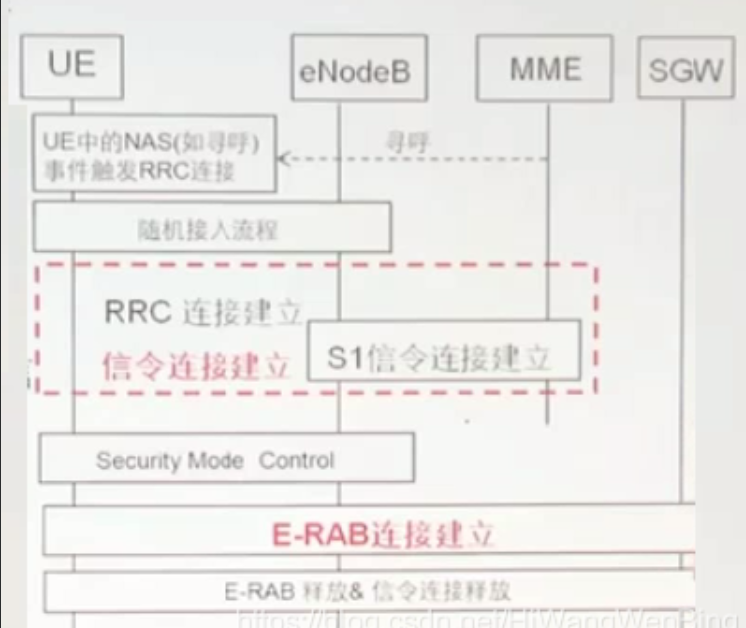 UE
eNodeB
MME
SGW
UE中的NAS(如寻呼)
事件触发RRC连接
寻呼
随机接入流程
RRC 连接建立
信令连接建立
S1信令连接建立
Security Mode Control
E-RAB连接建立
E-RAB 释放& 信令连接释放
https://blog.csdn.net/HiWangWenBing